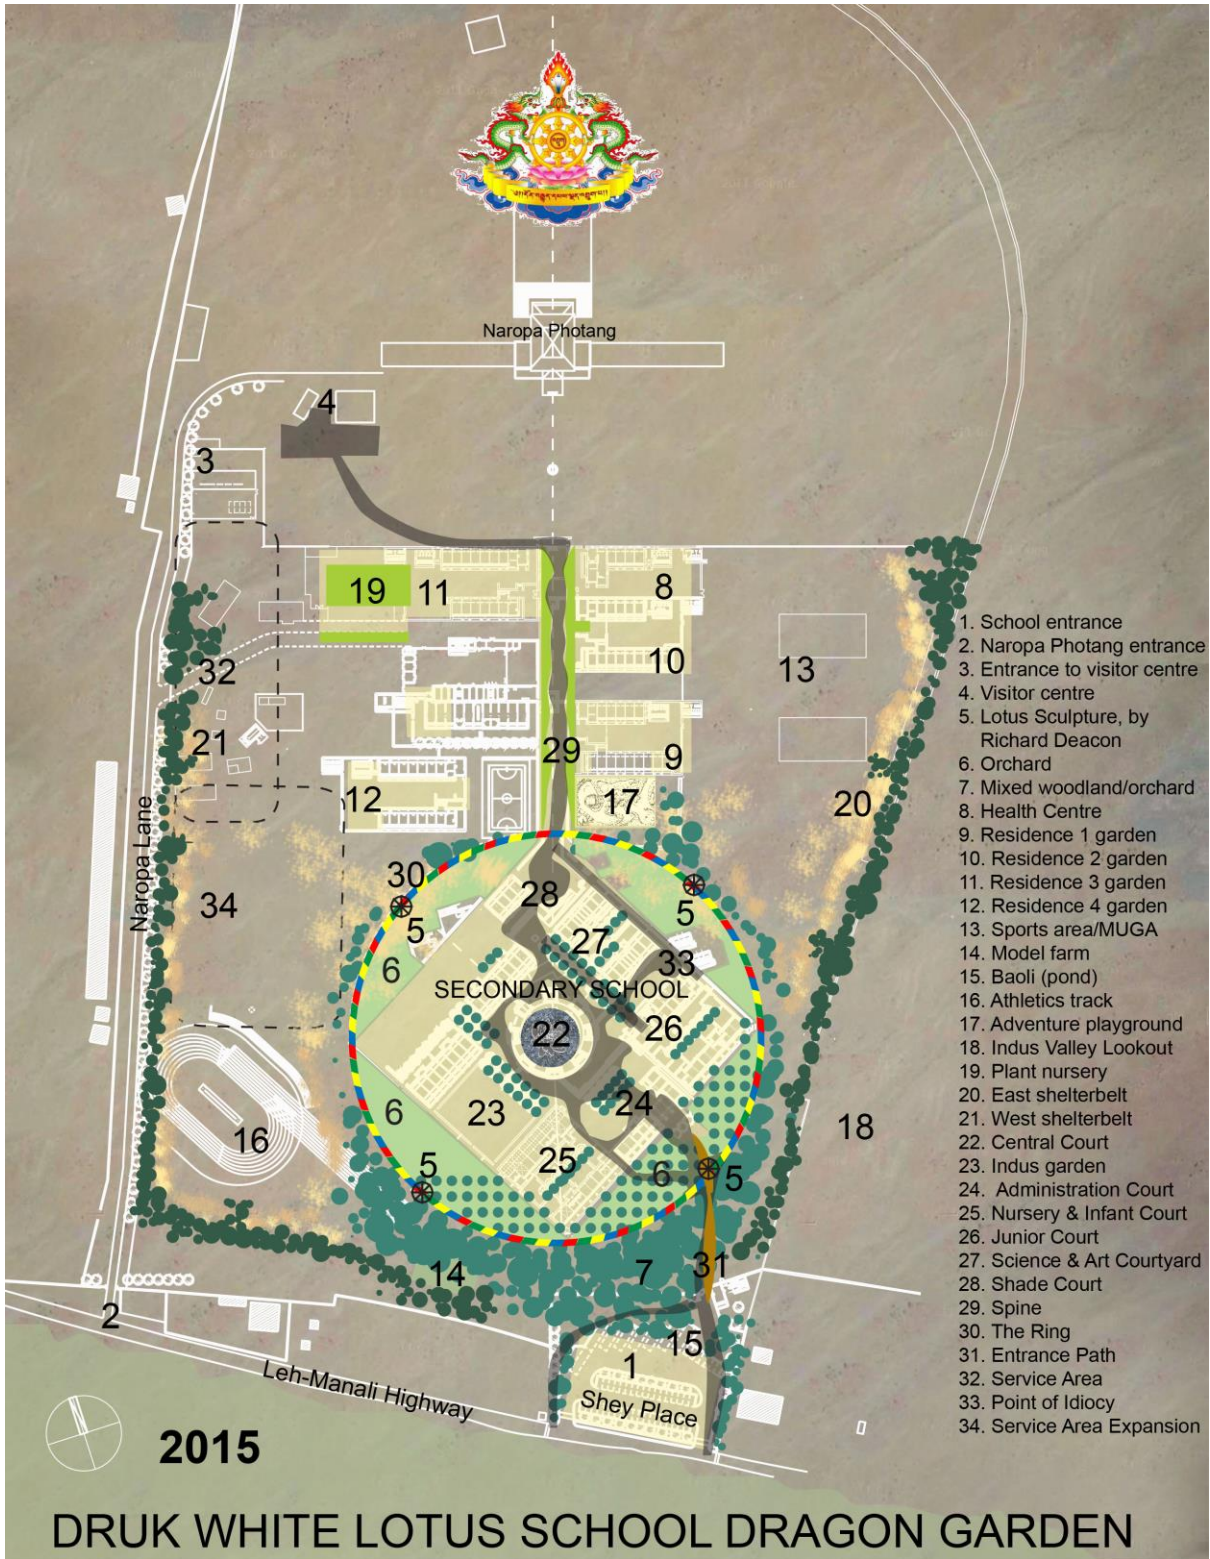 Naropa Photang
4
3
19
11
8
32
10
13
21
29
9
12
17
20
Naropa Lane
30
28
34
5
5
27
6
33
SECONDARY SCHOOL
22
26
24
6
23
16
18
25
5
6
5
14
7
31
2
15
1
Leh-Manali Highway
Shey Place
1. School entrance
2. Naropa Photang entrance
3. Entrance to visitor centre
4. Visitor centre
5. Lotus Sculpture, by
Richard Deacon
6. Orchard
7. Mixed woodland/orchard
8. Health Centre
9. Residence 1 garden
10. Residence 2 garden
11. Residence 3 garden
12. Residence 4 garden
13. Sports area/MUGA
14. Model farm
15. Baoli (pond)
16. Athletics track
17. Adventure playground
18. Indus Valley Lookout
19. Plant nursery
20. East shelterbelt
21. West shelterbelt
22. Central Court
23. Indus garden
24. Administration Court
25. Nursery & Infant Court
26. Junior Court
27. Science & Art Courtyard
28. Shade Court
29. Spine
30. The Ring
31. Entrance Path
32. Service Area
33. Point of Idiocy
34. Service Area Expansion
2015
DRUK WHITE LOTUS SCHOOL DRAGON GARDEN